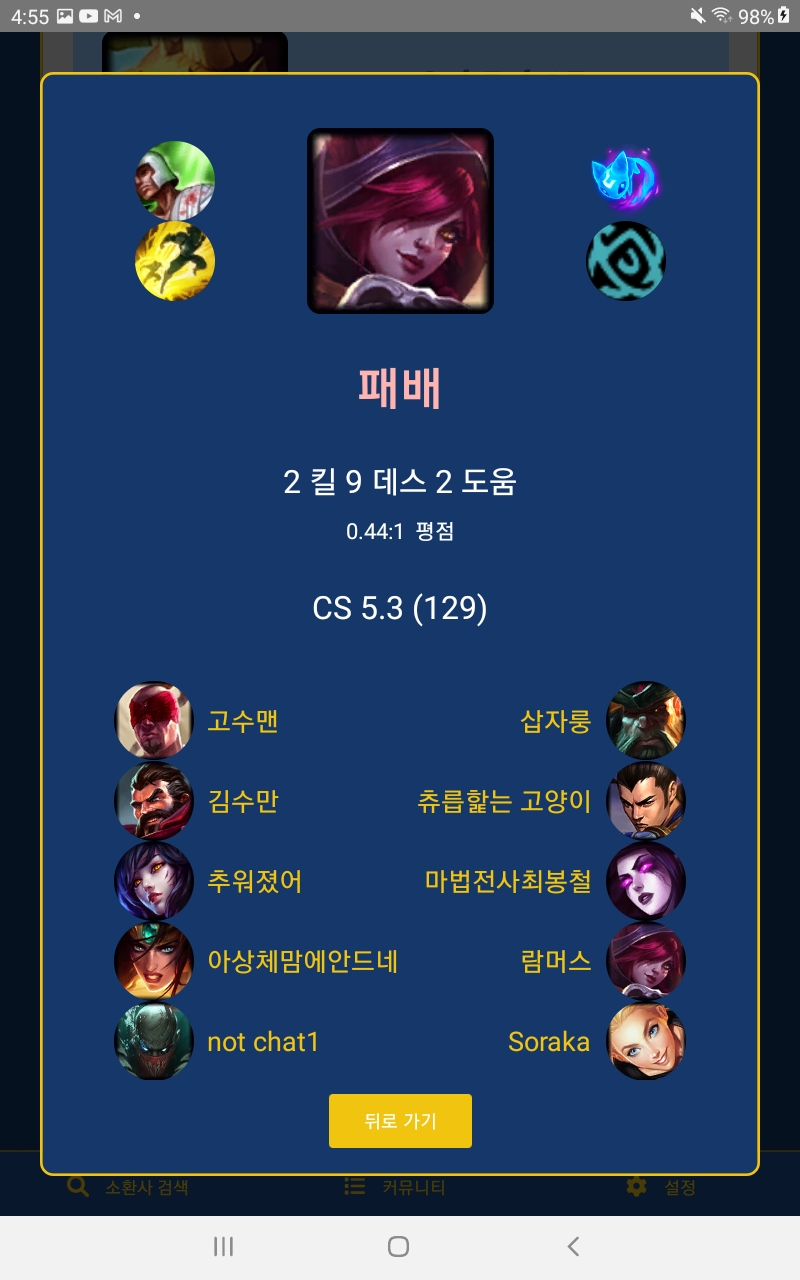 4:55
98%
패배
2 킬 9 데스 2 도움
0.44:1 평점
CS 5.3 (129)
고수맨
삽자룽
김수만
츄릅핥는 고양이
추워졌어
마법전사최봉철
아상체맘에안드네
람머스
not chat1
Soraka
뒤로 가기
소환사 검색
커뮤니티
설정